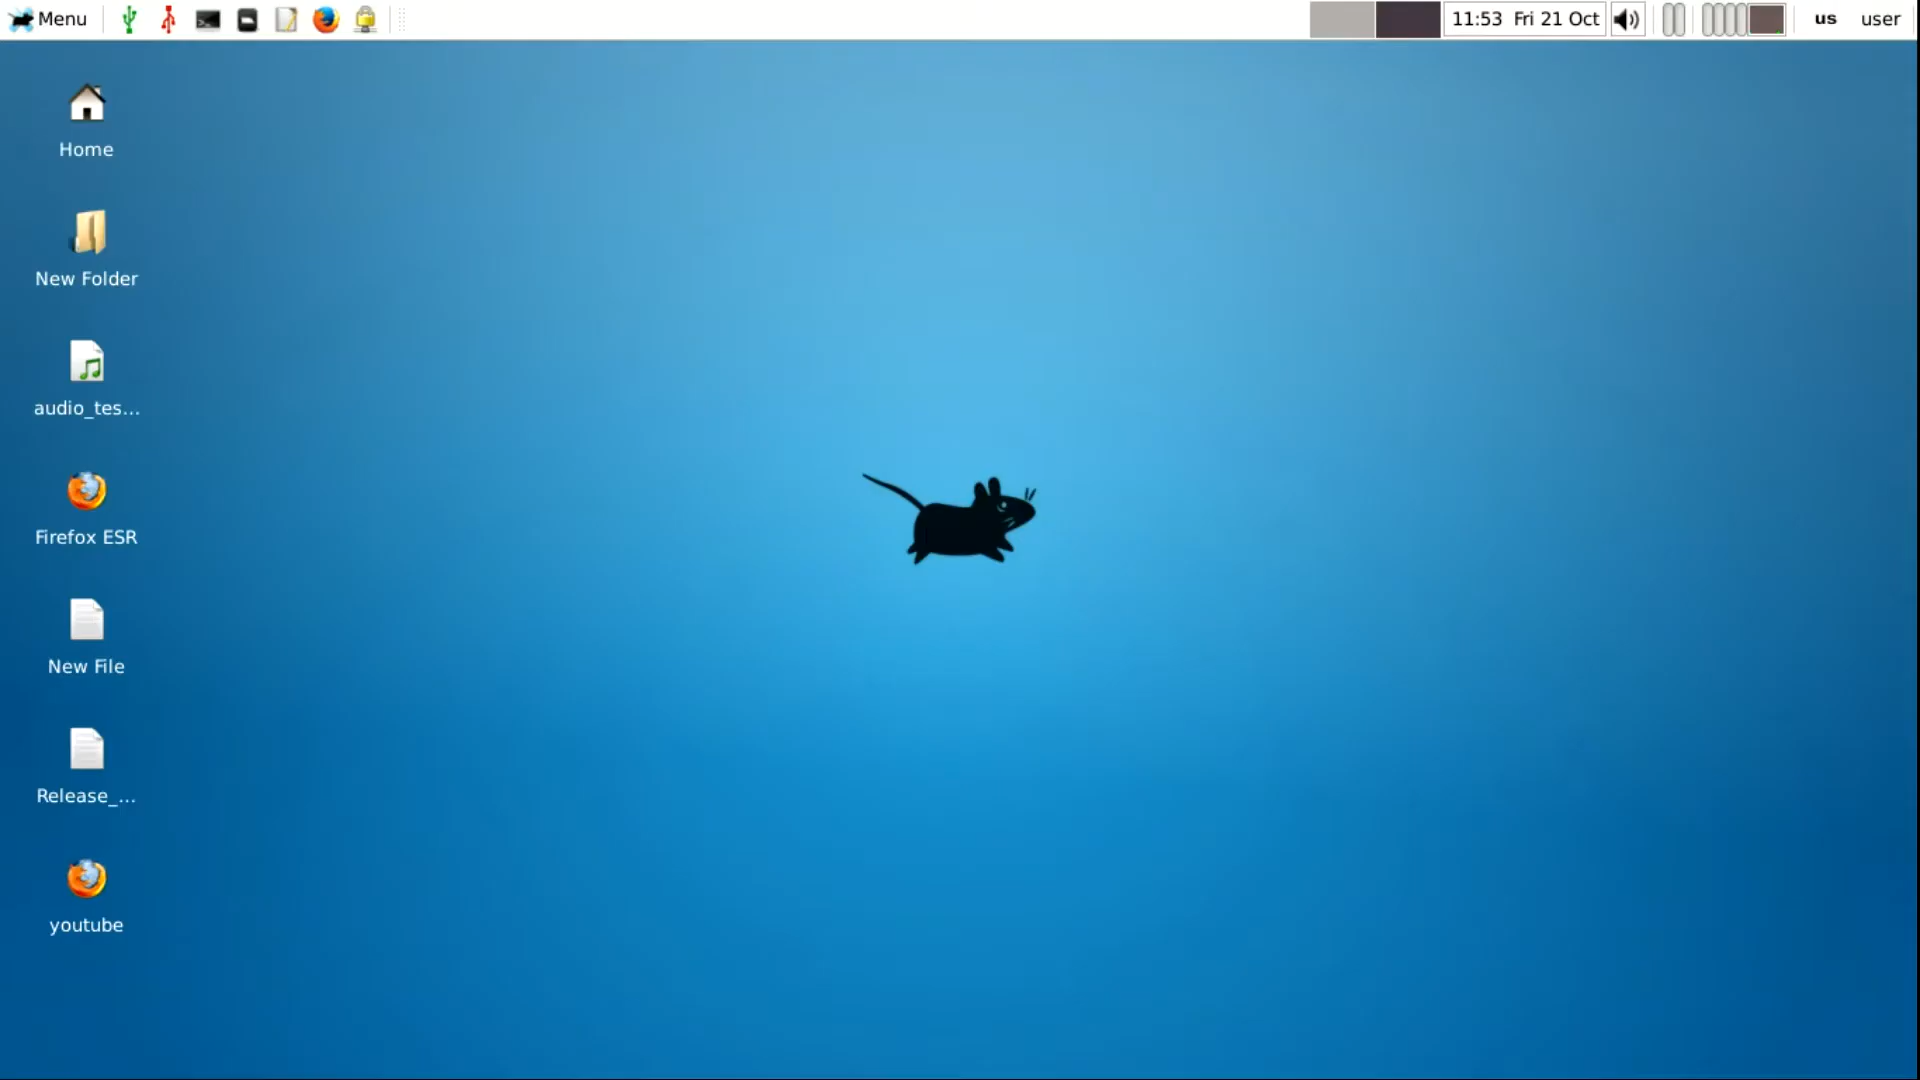 Menu
11:53 Fri 21 Oct
us
user
Home
New Folder
audio_tes...
Firefox ESR
New File
Release_...
youtube